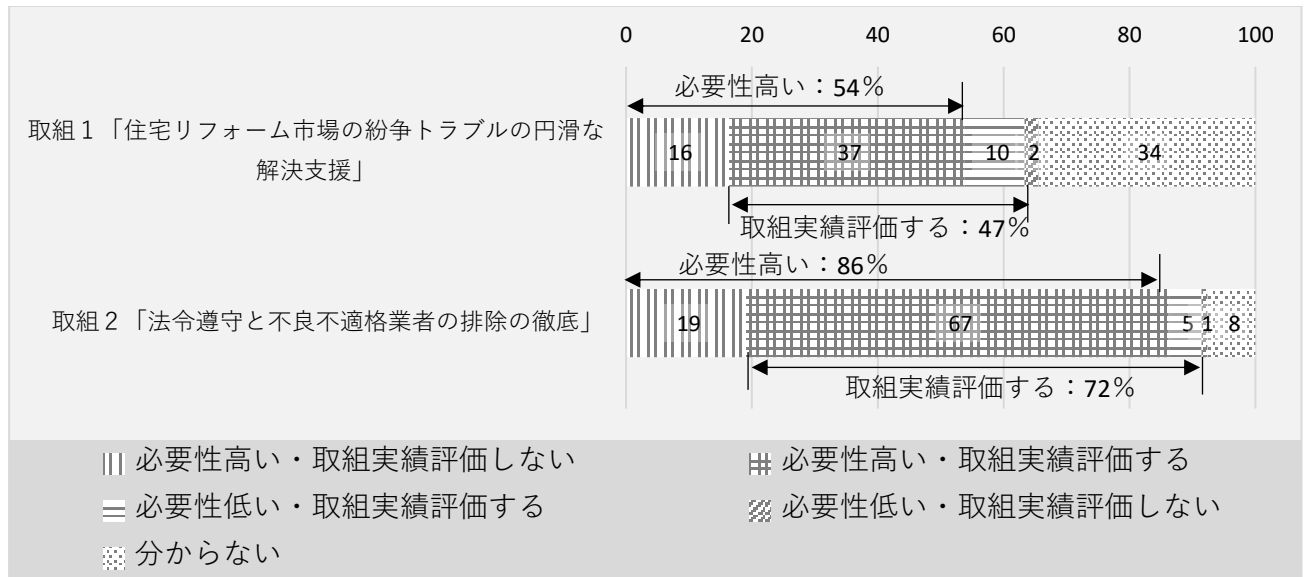 0 20 40 60 80 100
必要性高い:54%
取組1「住宅リフォーム市場の紛争トラブルの円滑な
解決支援」
16 37 10 2 34
取組実績評価する:47%
必要性高い:86%
取組2「法令遵守と不良不適格業者の排除の徹底」
19 67 5 1 8
取組実績評価する:72%
必要性高い・取組実績評価しない
必要性高い・取組実績評価する
必要性低い・取組実績評価する
必要性低い・取組実績評価しない
分からない